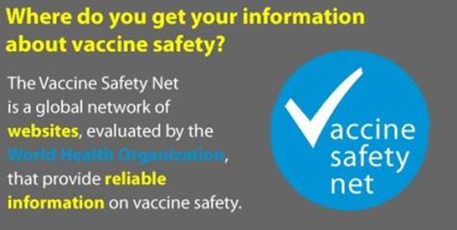 Where do you get your information
about vaccine safety?
The Vaccine Safety Net
is a global network of
websites, evaluated by the
World Health Organization,
that provide reliable
information on vaccine safety.
accine
safety
net